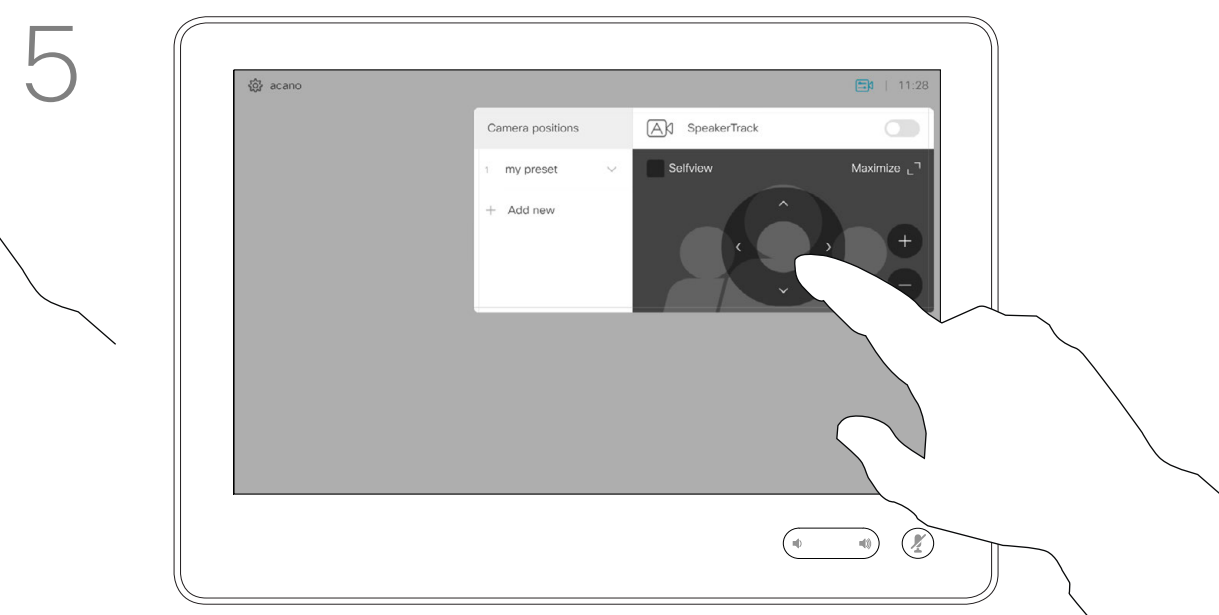 5
acano
11:28
Camera positions
SpeakerTrack
1 my preset
Selfview
Maximize
+ Add new